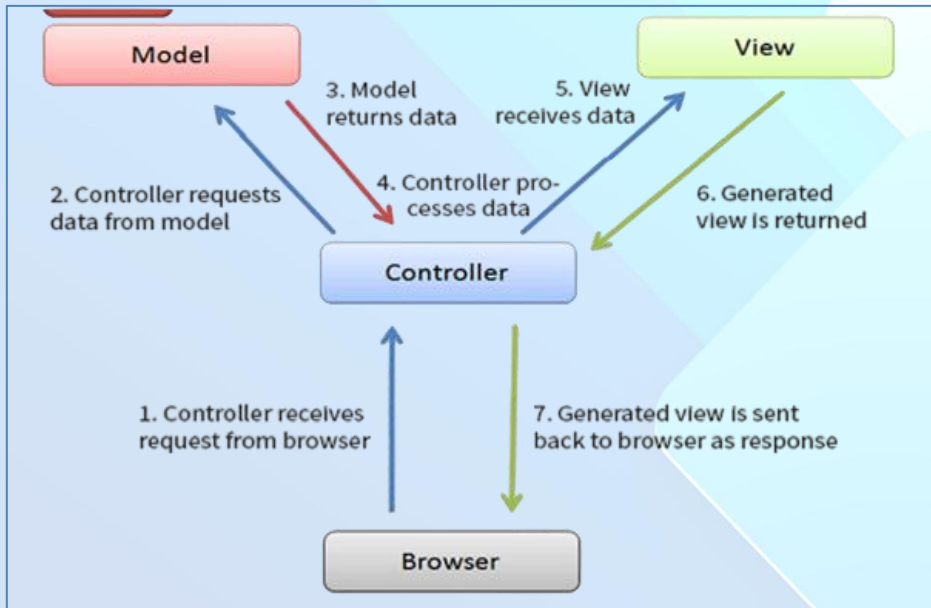 Model
View
3. Model
returns data
5. View
receives data
2. Controller requests
data from model
4. Controller pro-
cesses data
6. Generated
view is returned
Controller
1. Controller receives
request from browser
7. Generated view is sent
back to browser as response
Browser